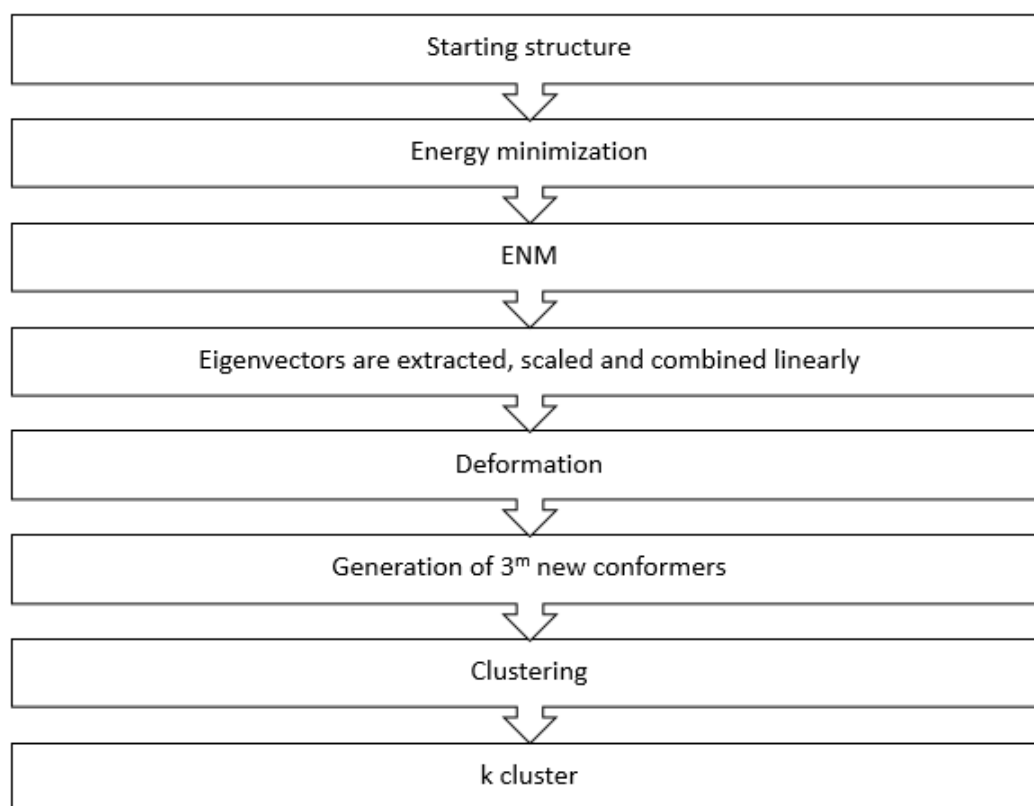 Starting structure
Energy minimization
ENM
Eigenvectors are extracted, scaled and combined linearly
Deformation
Generation of 3ᵐ new conformers
Clustering
k cluster